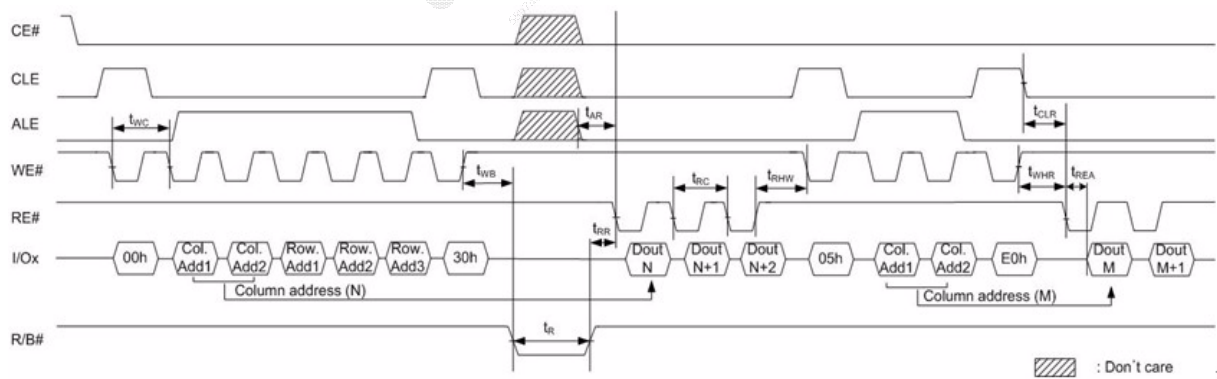 CE#
CLE
ALE
tAR
tCLR
tWC
WE#
tWB
tRC
tRHW
tWHR
tREA
RE#
tRR
I/Ox
00h
Col. Add1
Col. Add2
Row. Add1
Row. Add2
Row. Add3
30h
Dout N
Dout N+1
Dout N+2
05h
Col. Add1
Col. Add2
E0h
Dout M
Dout M+1
Column address (N)
Column address (M)
R/B#
tR
: Don´t care